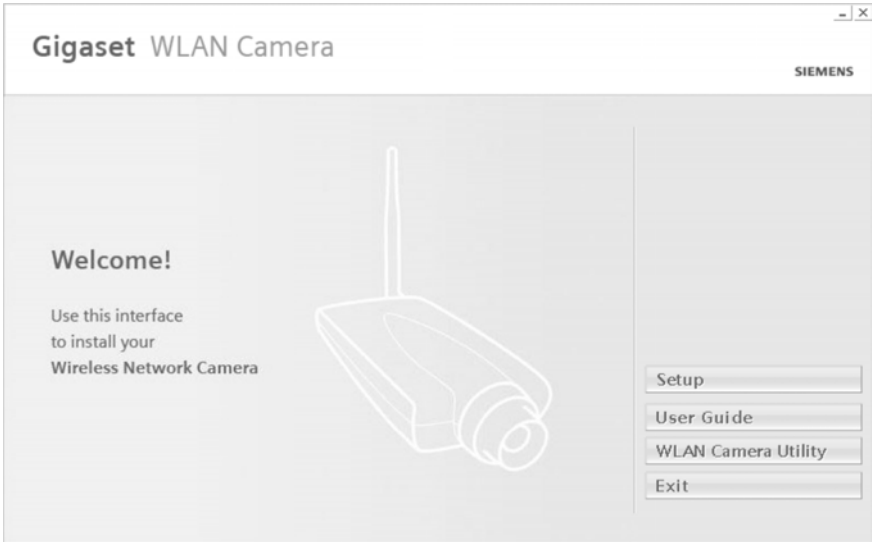 Gigaset WLAN Camera
SIEMENS
Welcome!
Use this interface
to install your
Wireless Network Camera
Setup
User Guide
WLAN Camera Utility
Exit